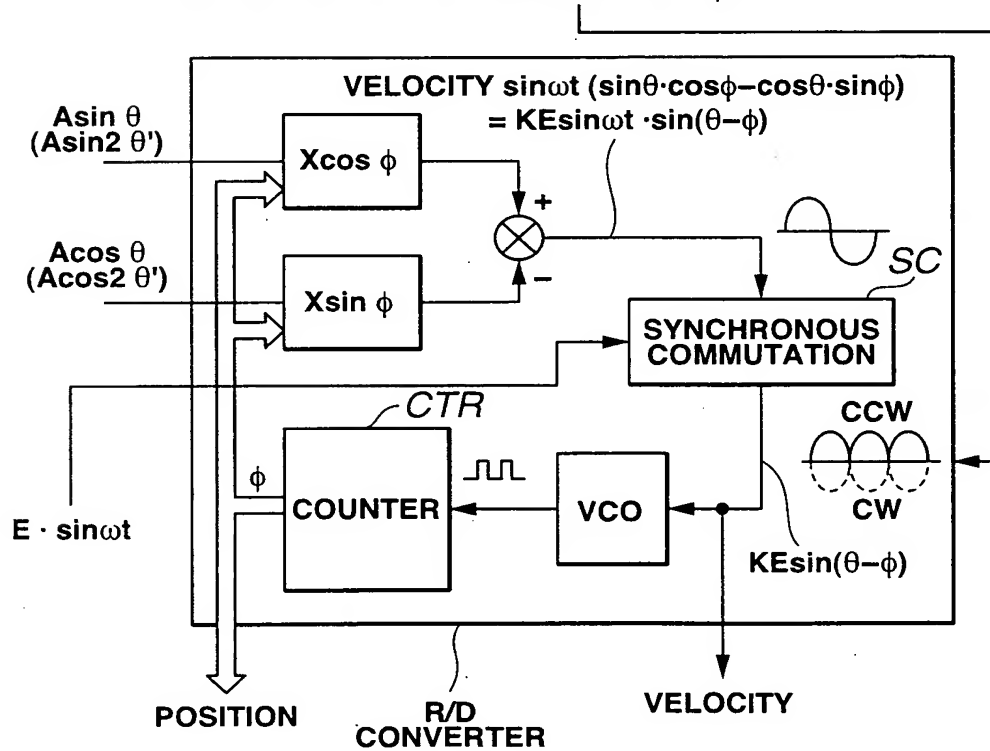 VELOCITY sinωt (sinθ·cosϕ−cosθ·sinϕ)
= KEsinωt ·sin(θ−ϕ)
Asin θ
(Asin2 θ')
Xcos ϕ
+
Acos θ
(Acos2 θ')
−
Xsin ϕ
SC
SYNCHRONOUS
COMMUTATION
CTR
CCW
CW
ϕ
COUNTER
VCO
E · sinωt
KEsin(θ−ϕ)
POSITION
R/D
CONVERTER
VELOCITY